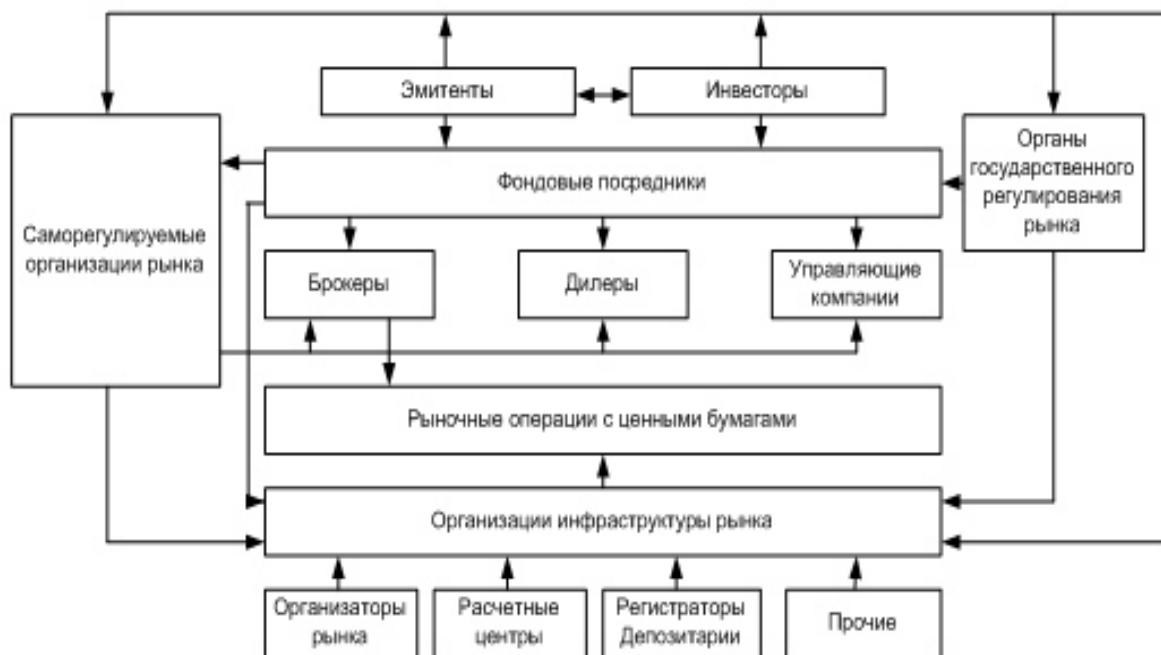 Эмитенты
Инвесторы
Саморегулируемые
организации рынка
Фондовые посредники
Органы
государственного
регулирования
рынка
Брокеры
Дилеры
Управляющие
компании
Рыночные операции с ценными бумагами
Организации инфраструктуры рынка
Организаторы
рынка
Расчетные
центры
Регистраторы
Депозитарии
Прочие